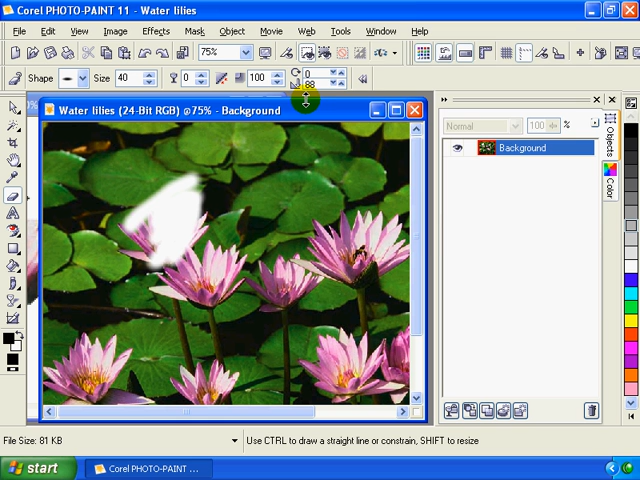 Corel PHOTO-PAINT 11 - Water lilies
File Edit View Image Effects Mask Object Movie Web Tools Window Help
75%
Shape Size 40 0 100 0
88
Water lilies (24-Bit RGB) @75% - Background
Normal 100 %
Background
Objects
Color
File Size: 81 KB Use CTRL to draw a straight line or constrain, SHIFT to resize
start Corel PHOTO-PAINT ...